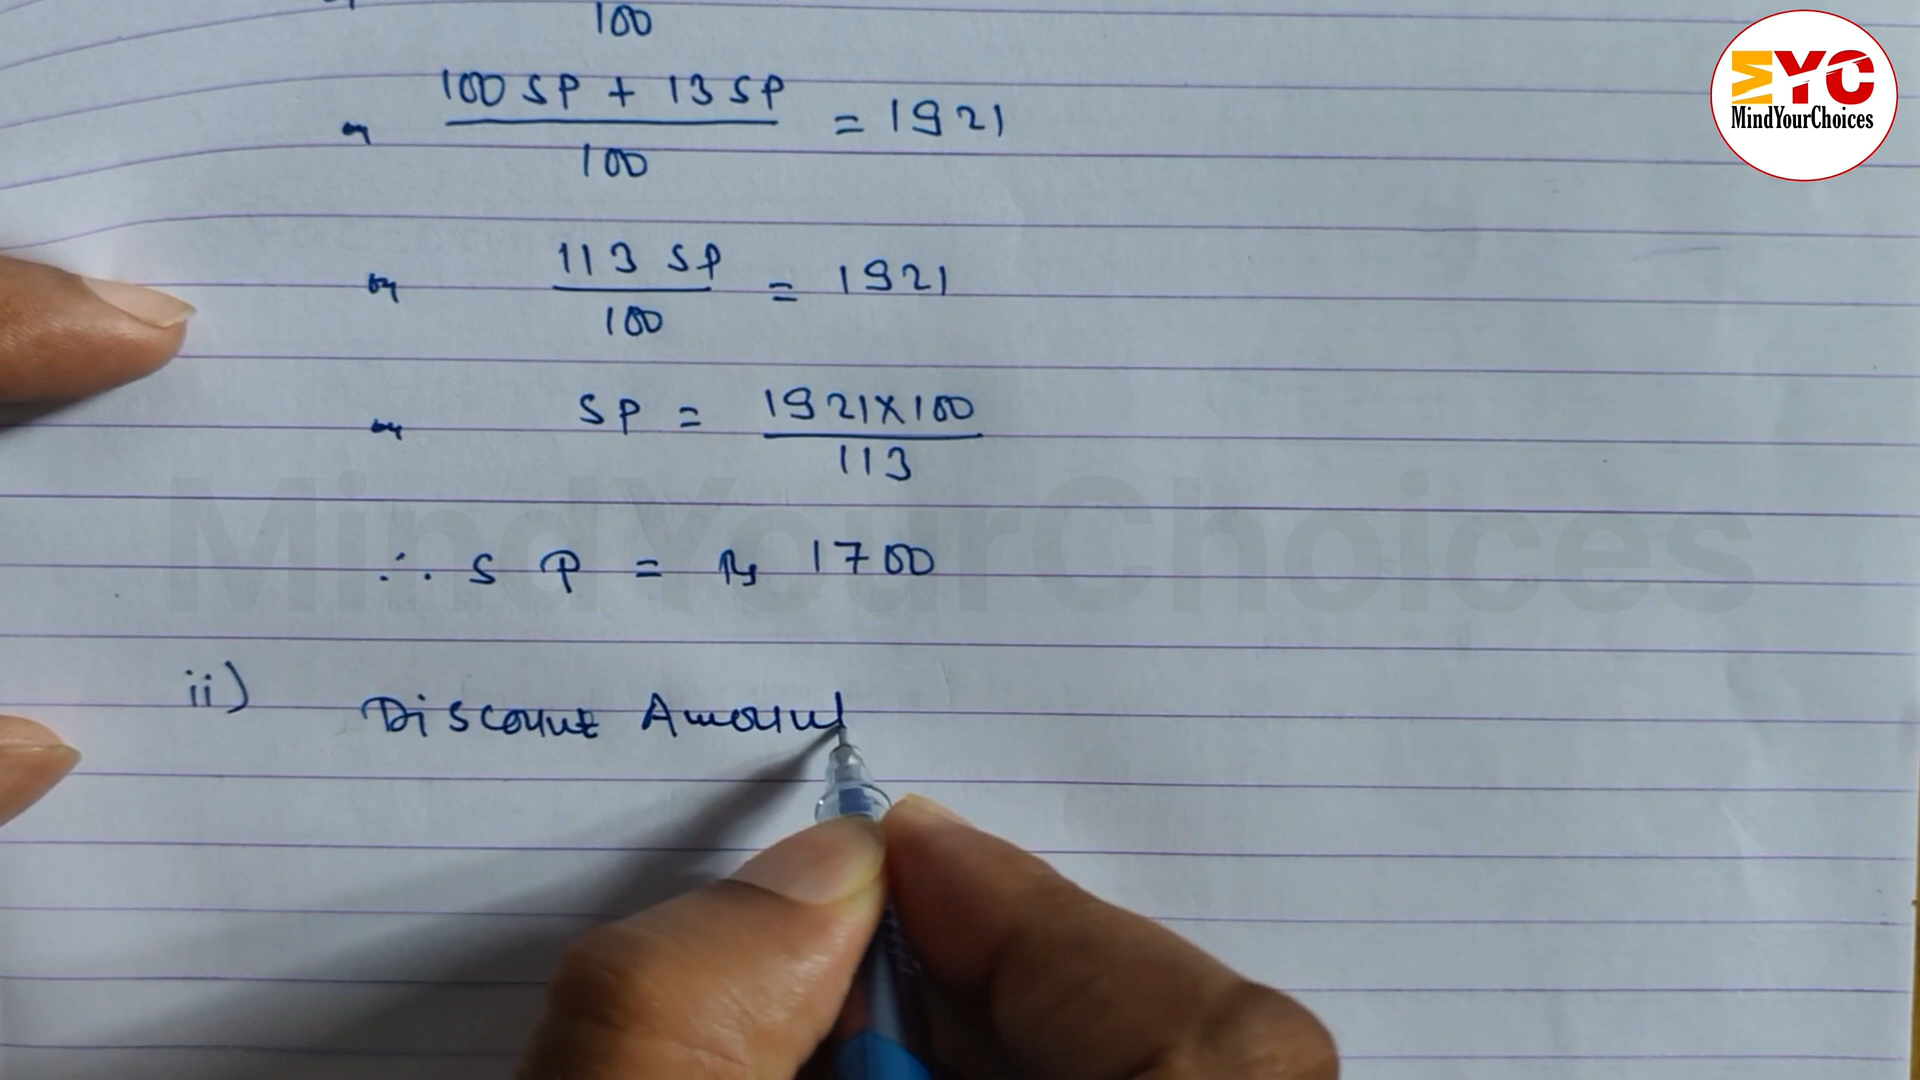 100
100 SP + 13 SP
= 1921
100
113 SP
= 1921
100
SP = 1921 x 100
113
∴ S P = Rs 1700
ii) Discount Amount
MYC
MindYourChoices
MindYourChoices